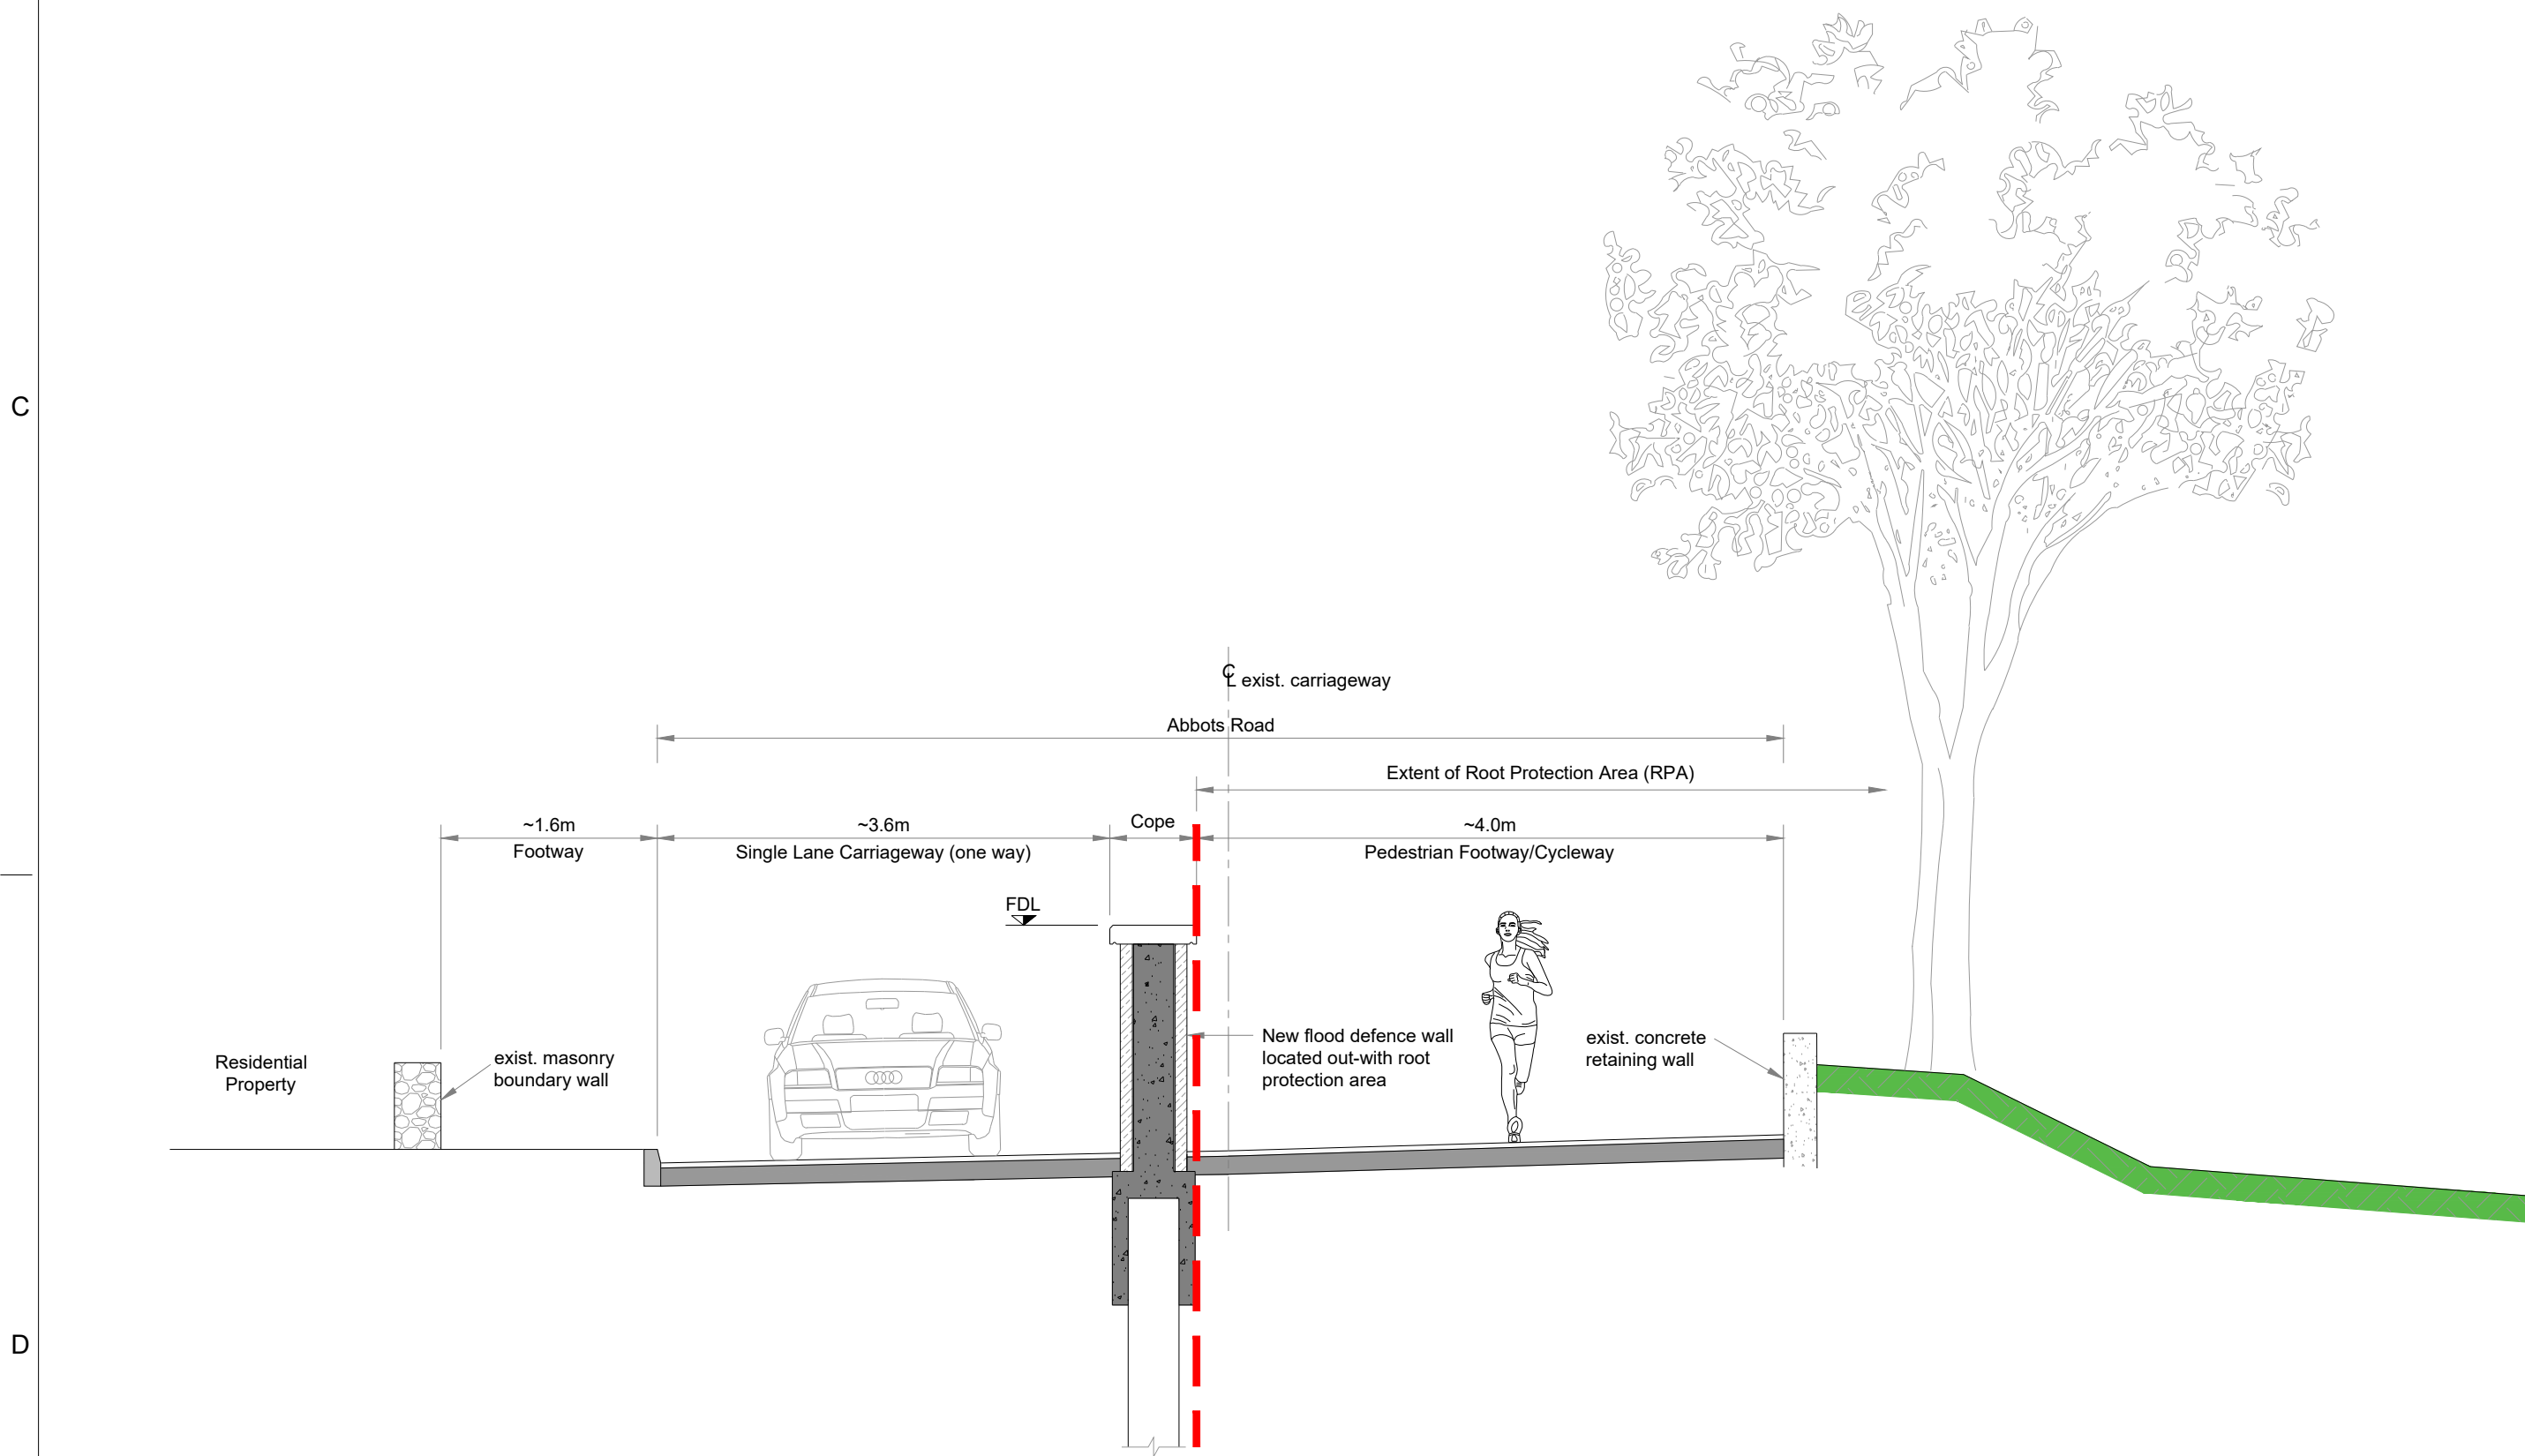 C
℄ exist. carriageway
Abbots Road
Extent of Root Protection Area (RPA)
~1.6m
Footway
~3.6m
Single Lane Carriageway (one way)
Cope
~4.0m
Pedestrian Footway/Cycleway
FDL
Residential
Property
exist. masonry
boundary wall
New flood defence wall
located out-with root
protection area
exist. concrete
retaining wall
D